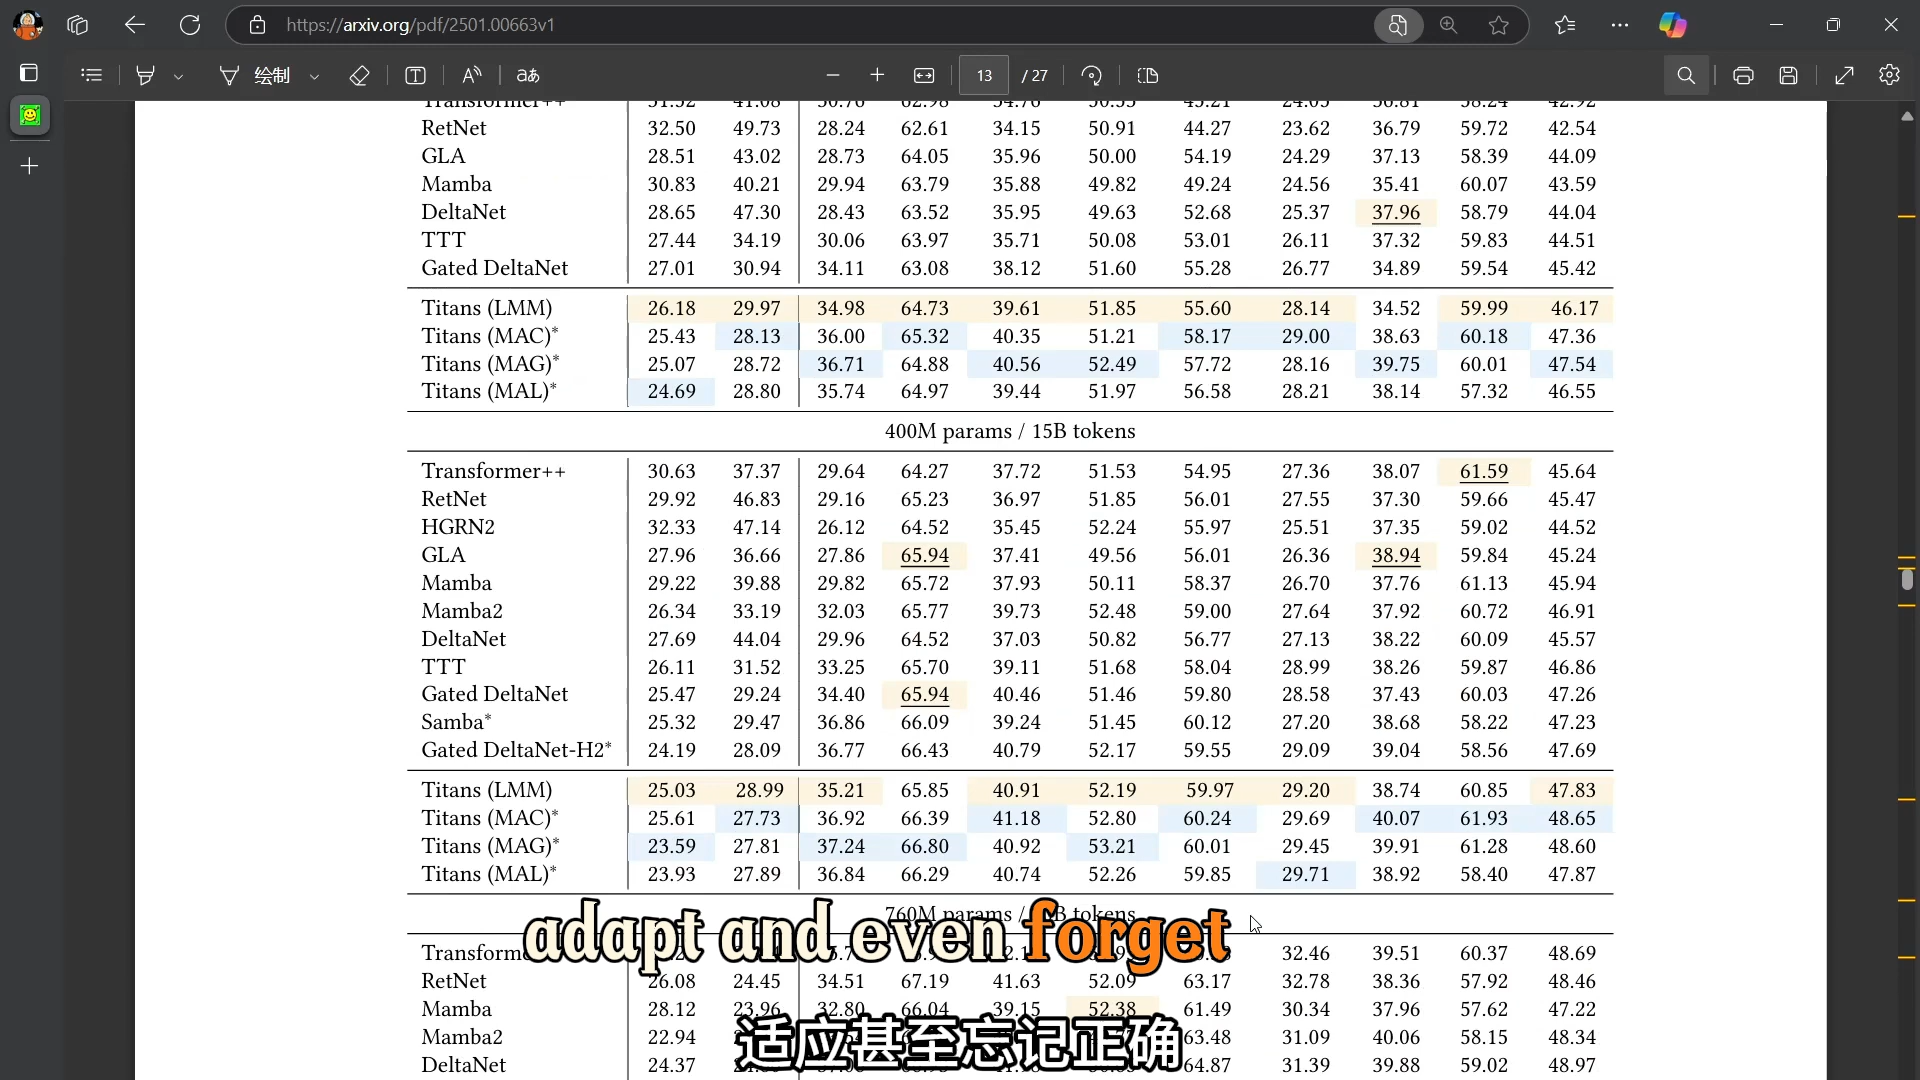 https://arxiv.org/pdf/2501.00663v1
绘制 aあ 13 / 27
RetNet 32.50 49.73 28.24 62.61 34.15 50.91 44.27 23.62 36.79 59.72 42.54
GLA 28.51 43.02 28.73 64.05 35.96 50.00 54.19 24.29 37.13 58.39 44.09
Mamba 30.83 40.21 29.94 63.79 35.88 49.82 49.24 24.56 35.41 60.07 43.59
DeltaNet 28.65 47.30 28.43 63.52 35.95 49.63 52.68 25.37 37.96 58.79 44.04
TTT 27.44 34.19 30.06 63.97 35.71 50.08 53.01 26.11 37.32 59.83 44.51
Gated DeltaNet 27.01 30.94 34.11 63.08 38.12 51.60 55.28 26.77 34.89 59.54 45.42
Titans (LMM) 26.18 29.97 34.98 64.73 39.61 51.85 55.60 28.14 34.52 59.99 46.17
Titans (MAC)* 25.43 28.13 36.00 65.32 40.35 51.21 58.17 29.00 38.63 60.18 47.36
Titans (MAG)* 25.07 28.72 36.71 64.88 40.56 52.49 57.72 28.16 39.75 60.01 47.54
Titans (MAL)* 24.69 28.80 35.74 64.97 39.44 51.97 56.58 28.21 38.14 57.32 46.55
400M params / 15B tokens
Transformer++ 30.63 37.37 29.64 64.27 37.72 51.53 54.95 27.36 38.07 61.59 45.64
RetNet 29.92 46.83 29.16 65.23 36.97 51.85 56.01 27.55 37.30 59.66 45.47
HGRN2 32.33 47.14 26.12 64.52 35.45 52.24 55.97 25.51 37.35 59.02 44.52
GLA 27.96 36.66 27.86 65.94 37.41 49.56 56.01 26.36 38.94 59.84 45.24
Mamba 29.22 39.88 29.82 65.72 37.93 50.11 58.37 26.70 37.76 61.13 45.94
Mamba2 26.34 33.19 32.03 65.77 39.73 52.48 59.00 27.64 37.92 60.72 46.91
DeltaNet 27.69 44.04 29.96 64.52 37.03 50.82 56.77 27.13 38.22 60.09 45.57
TTT 26.11 31.52 33.25 65.70 39.11 51.68 58.04 28.99 38.26 59.87 46.86
Gated DeltaNet 25.47 29.24 34.40 65.94 40.46 51.46 59.80 28.58 37.43 60.03 47.26
Samba* 25.32 29.47 36.86 66.09 39.24 51.45 60.12 27.20 38.68 58.22 47.23
Gated DeltaNet-H2* 24.19 28.09 36.77 66.43 40.79 52.17 59.55 29.09 39.04 58.56 47.69
Titans (LMM) 25.03 28.99 35.21 65.85 40.91 52.19 59.97 29.20 38.74 60.85 47.83
Titans (MAC)* 25.61 27.73 36.92 66.39 41.18 52.80 60.24 29.69 40.07 61.93 48.65
Titans (MAG)* 23.59 27.81 37.24 66.80 40.92 53.21 60.01 29.45 39.91 61.28 48.60
Titans (MAL)* 23.93 27.89 36.84 66.29 40.74 52.26 59.85 29.71 38.92 58.40 47.87
760M params / tokens
adapt and even forget
32.46 39.51 60.37 48.69
RetNet 26.08 24.45 34.51 67.19 41.63 52.09 63.17 32.78 38.36 57.92 48.46
Mamba 28.12 23.96 32.80 66.04 39.15 52.38 61.49 30.34 37.96 57.62 47.22
Mamba2 22.94 63.48 31.09 40.06 58.15 48.34
适应甚至忘记正确
DeltaNet 24.37 64.87 31.39 39.88 59.02 48.97